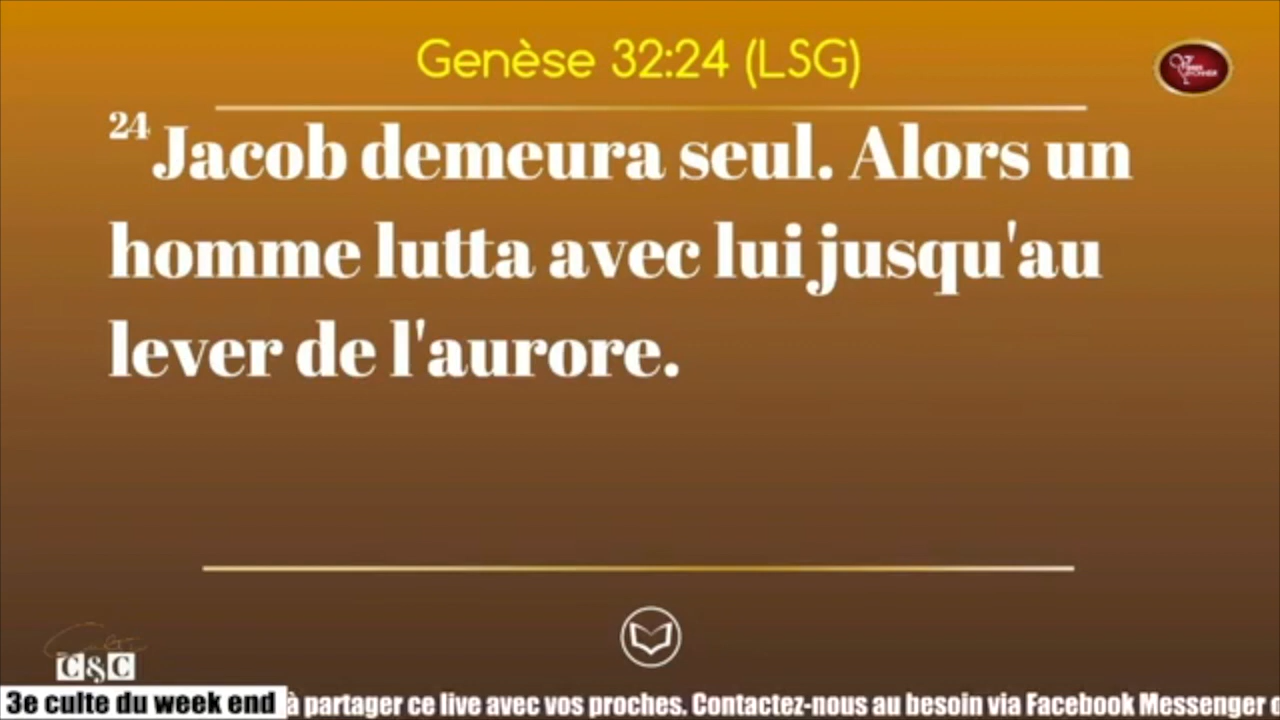 Genèse 32:24 (LSG)
24 Jacob demeura seul. Alors un
homme lutta avec lui jusqu'au
lever de l'aurore.
C&C
3e culte du week end
à partager ce live avec vos proches. Contactez-nous au besoin via Facebook Messenger